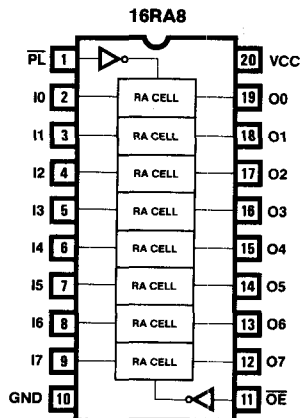 16RA8
PL 1 20 VCC
I0 2 RA CELL 19 O0
I1 3 RA CELL 18 O1
I2 4 RA CELL 17 O2
I3 5 RA CELL 16 O3
I4 6 RA CELL 15 O4
I5 7 RA CELL 14 O5
I6 8 RA CELL 13 O6
I7 9 RA CELL 12 O7
GND 10 11 OE